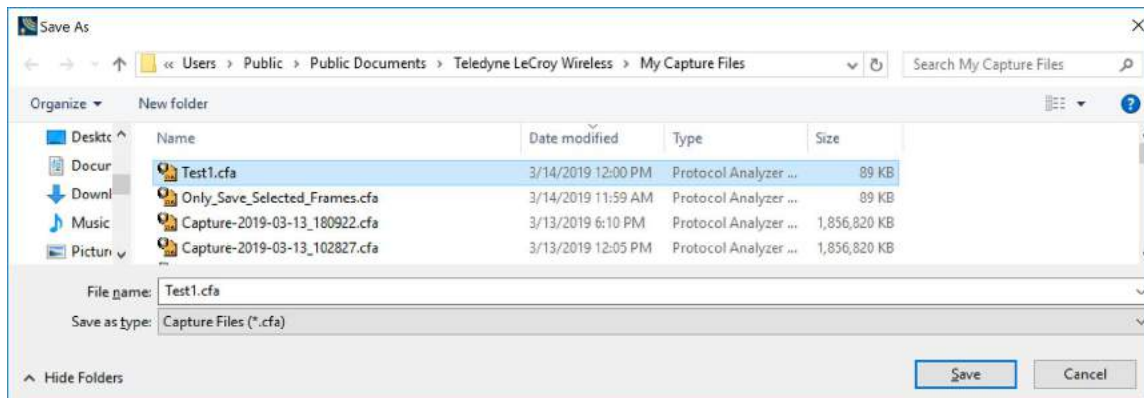 Save As
« Users › Public › Public Documents › Teledyne LeCroy Wireless › My Capture Files
Search My Capture Files
Organize
New folder
Name Date modified Type Size
Deskto
Test1.cfa 3/14/2019 12:00 PM Protocol Analyzer ... 89 KB
Docur
Only_Save_Selected_Frames.cfa 3/14/2019 11:59 AM Protocol Analyzer ... 89 KB
Downl
Capture-2019-03-13_180922.cfa 3/13/2019 6:10 PM Protocol Analyzer ... 1,856,820 KB
Music
Capture-2019-03-13_102827.cfa 3/13/2019 12:05 PM Protocol Analyzer ... 1,856,820 KB
Pictur
File name: Test1.cfa
Save as type: Capture Files (*.cfa)
Hide Folders
Save
Cancel